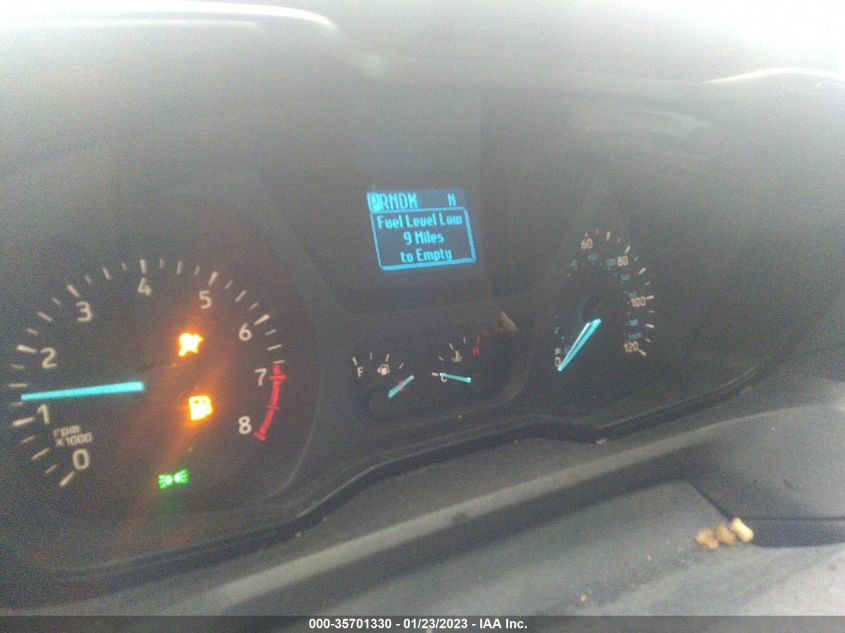 PRNDM N
Fuel Level Low
9 Miles
to Empty
0
1
2
3
4
5
6
7
8
rpm
x1000
F
C
H
0
60
80
100
120
000-35701330 - 01/23/2023 - IAA Inc.